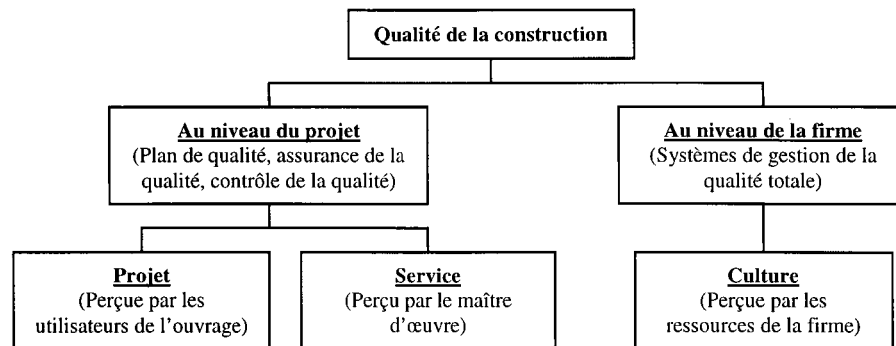 Qualité de la construction
Au niveau du projet
(Plan de qualité, assurance de la
qualité, contrôle de la qualité)
Au niveau de la firme
(Systèmes de gestion de la
qualité totale)
Projet
(Perçue par les
utilisateurs de l'ouvrage)
Service
(Perçu par le maître
d'œuvre)
Culture
(Perçue par les
ressources de la firme)